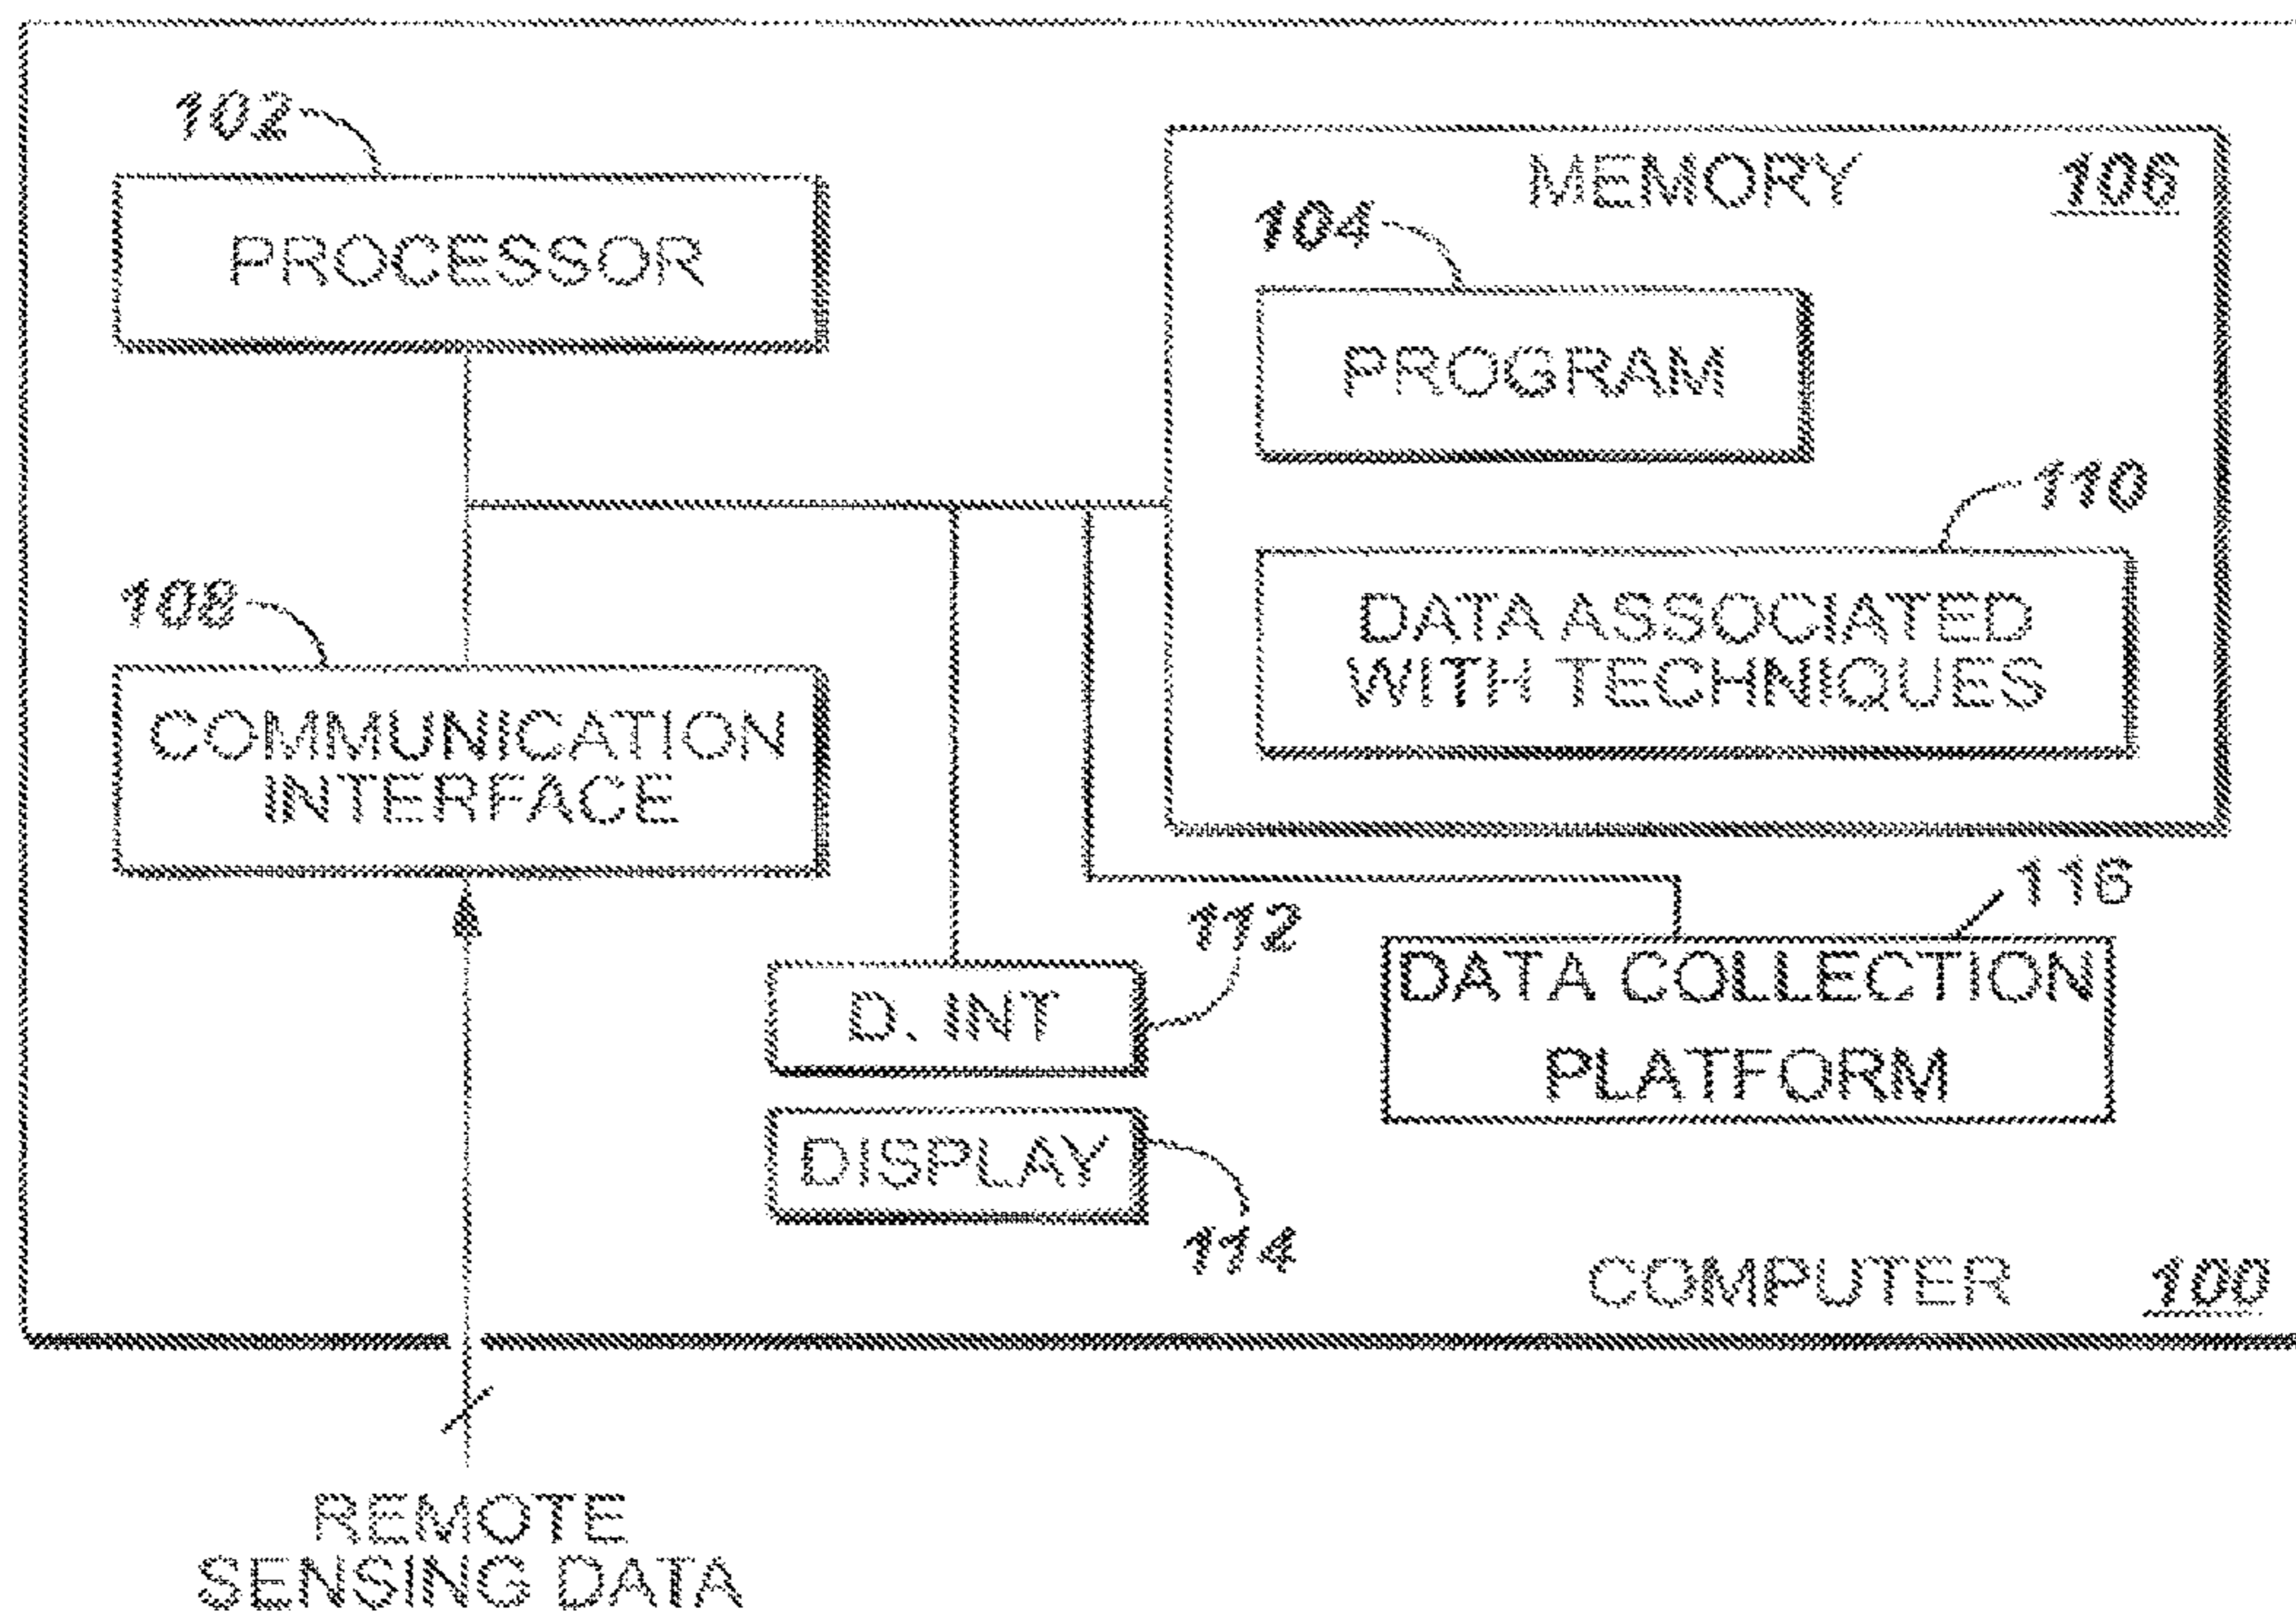 102
PROCESSOR
MEMORY 106
104
PROGRAM
110
DATA ASSOCIATED
WITH TECHNIQUES
108
COMMUNICATION
INTERFACE
112
D. INT
116
DATA COLLECTION
PLATFORM
DISPLAY
114
COMPUTER 100
REMOTE
SENSING DATA